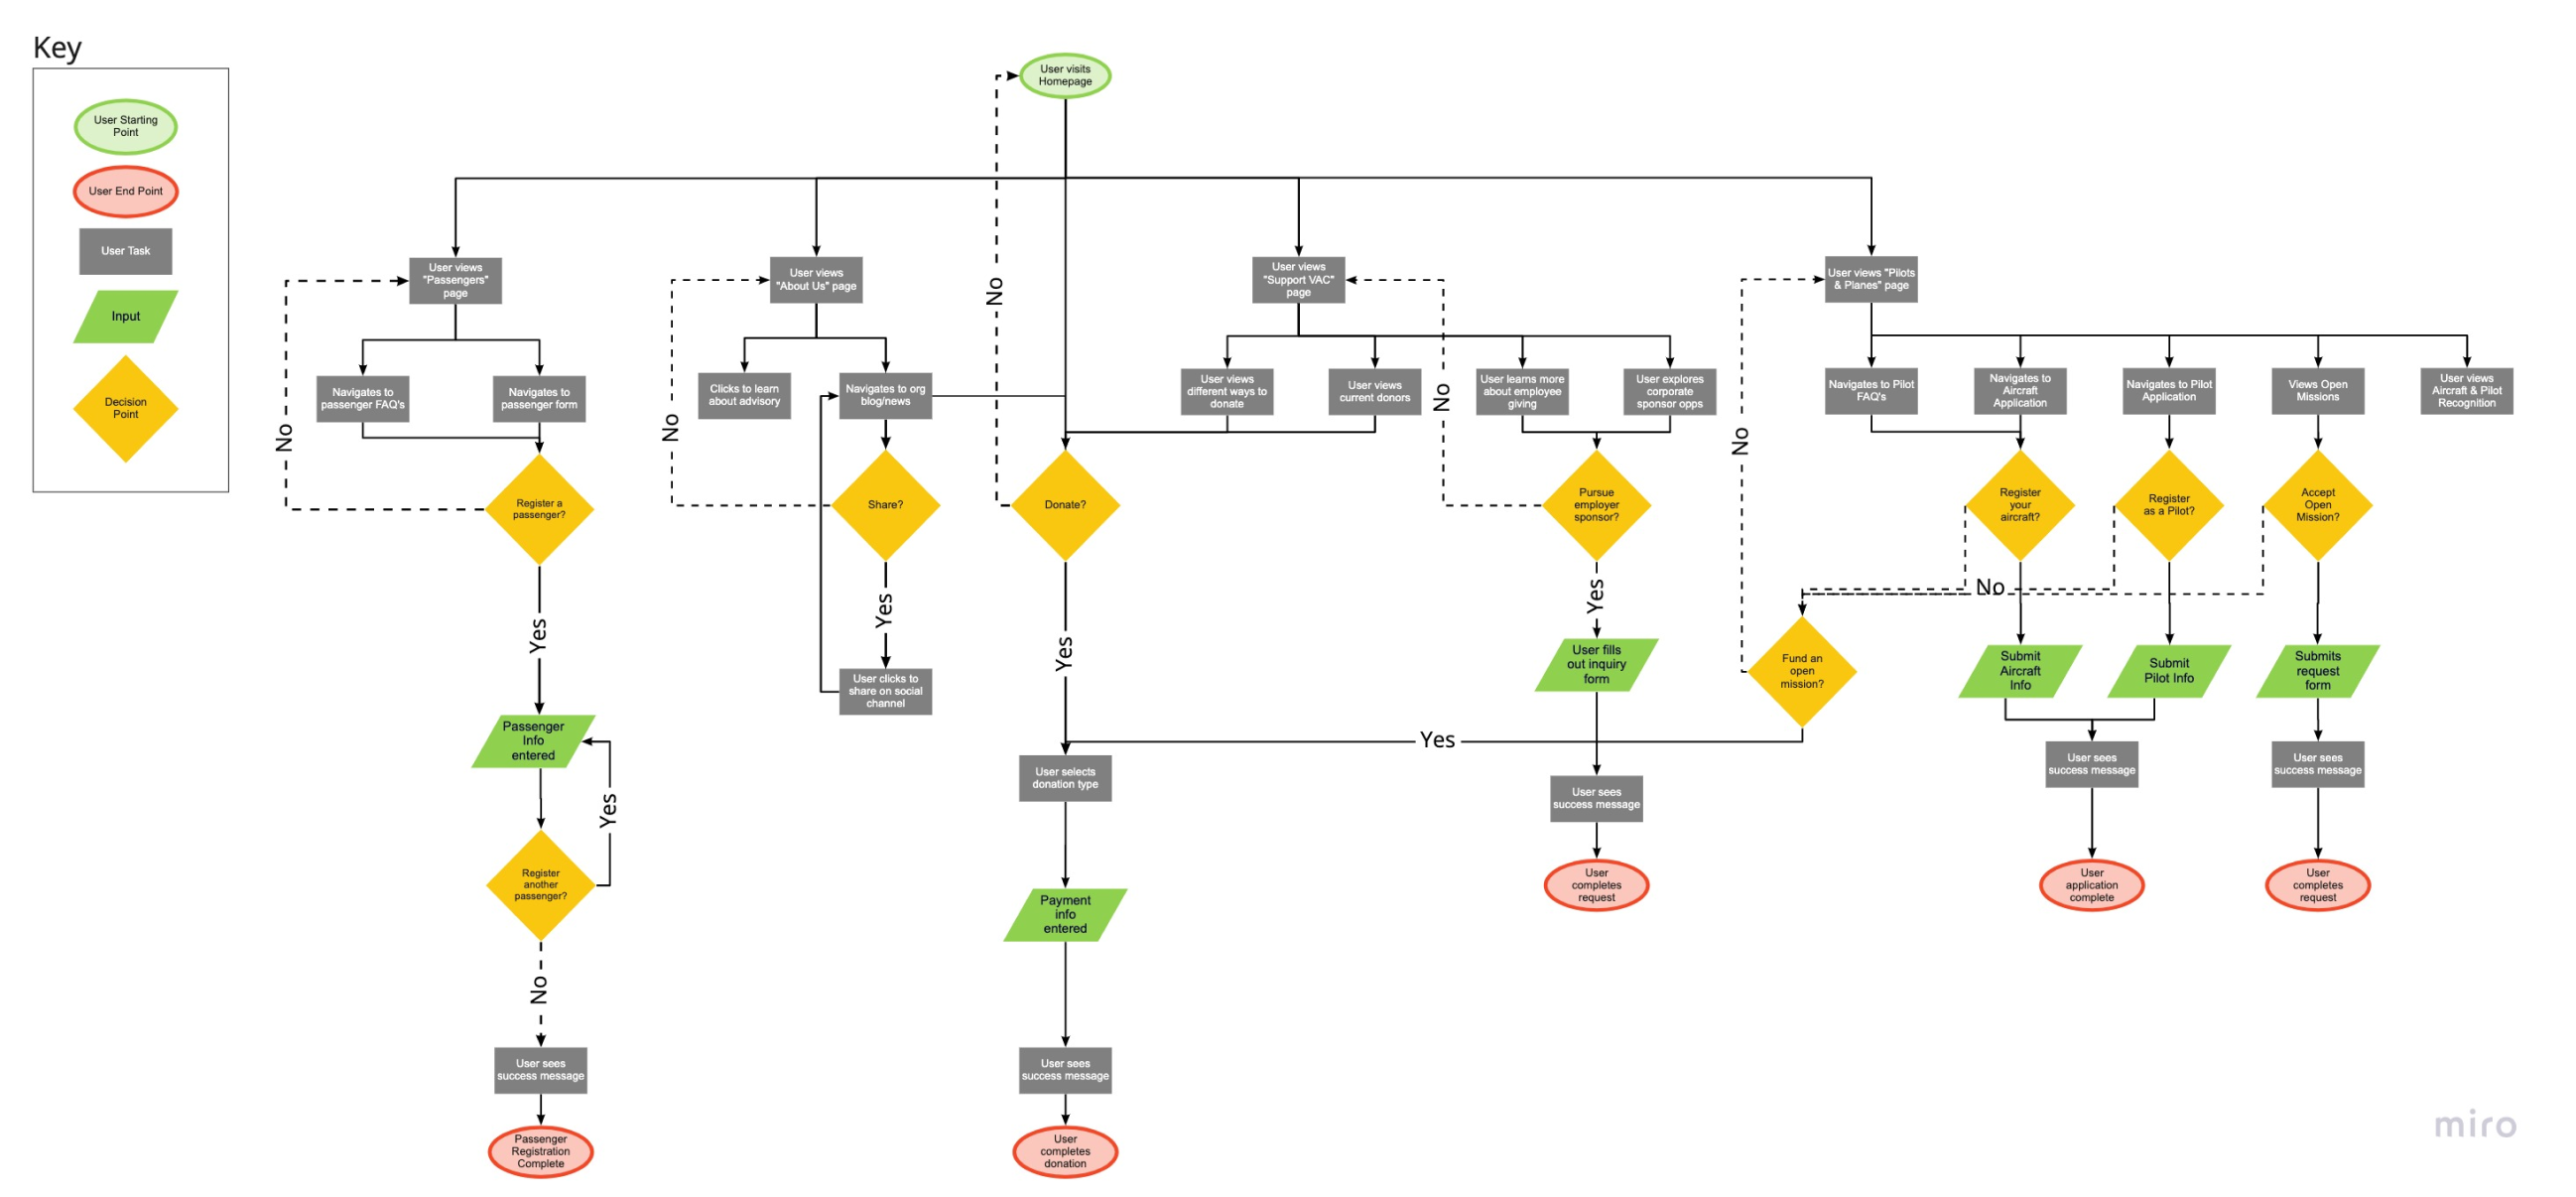 Key
User Starting
Point
User End Point
User Task
Input
Decision
Point
User visits
Homepage
User views
"Passengers"
page
User views
"About Us" page
User views
"Support VAC"
page
User views "Pilots
& Planes" page
No
Navigates to
passenger FAQ's
Navigates to
passenger form
Clicks to learn
about advisory
Navigates to org
blog/news
User views
different ways to
donate
User views
current donors
User learns more
about employee
giving
User explores
corporate
sponsor opps
Navigates to Pilot
FAQ's
Navigates to
Aircraft
Application
Navigates to Pilot
Application
Views Open
Missions
User views
Aircraft & Pilot
Recognition
No
No
No
No
Register a
passenger?
Share?
Donate?
Pursue
employer
sponsor?
Register
your
aircraft?
Register
as a Pilot?
Accept
Open
Mission?
No
Yes
Yes
Yes
Yes
User clicks to
share on social
channel
User fills
out inquiry
form
Fund an
open
mission?
Submit
Aircraft
Info
Submit
Pilot Info
Submits
request
form
Passenger
Info
entered
Yes
User selects
donation type
User sees
success message
User sees
success message
User sees
success message
Yes
Register
another
passenger?
Payment
info
entered
User
completes
request
User
application
complete
User
completes
request
No
User sees
success message
User sees
success message
Passenger
Registration
Complete
User
completes
donation
miro